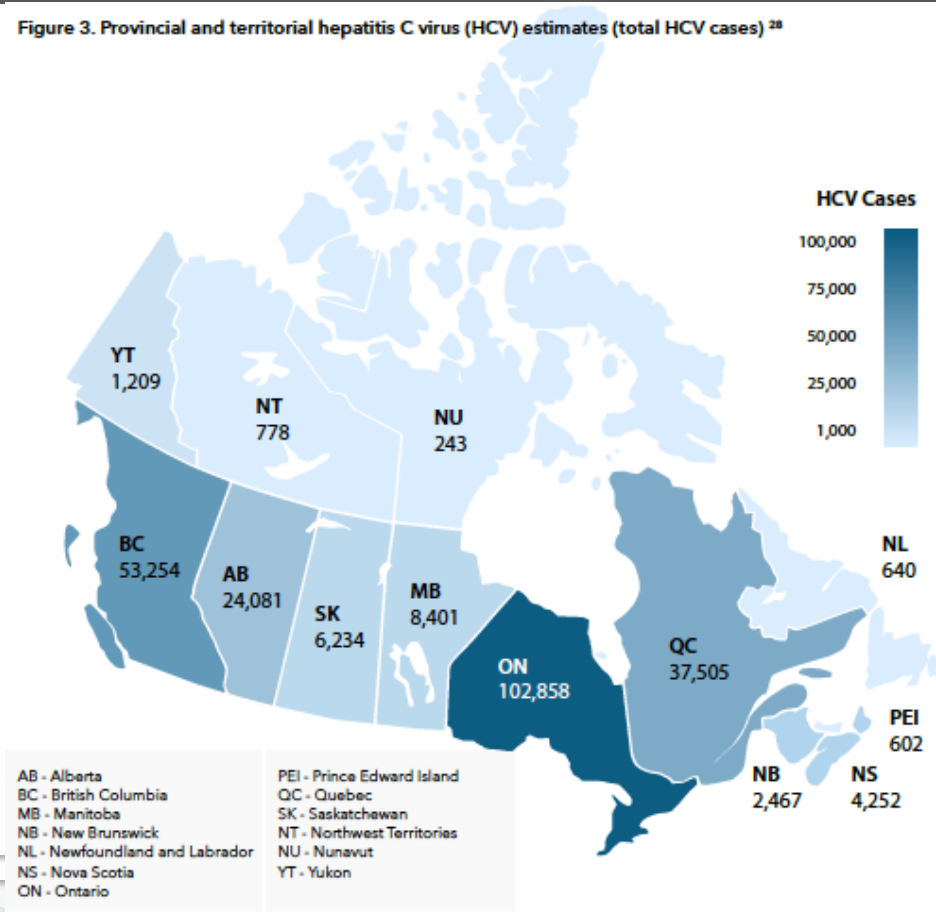 Figure 3. Provincial and territorial hepatitis C virus (HCV) estimates (total HCV cases) 28
HCV Cases
100,000
75,000
50,000
25,000
1,000
YT
1,209
NT
778
NU
243
BC
53,254
AB
24,081
SK
6,234
MB
8,401
ON
102,858
QC
37,505
NL
640
PEI
602
NB
2,467
NS
4,252
AB - Alberta
BC - British Columbia
MB - Manitoba
NB - New Brunswick
NL - Newfoundland and Labrador
NS - Nova Scotia
ON - Ontario
PEI - Prince Edward Island
QC - Quebec
SK - Saskatchewan
NT - Northwest Territories
NU - Nunavut
YT - Yukon